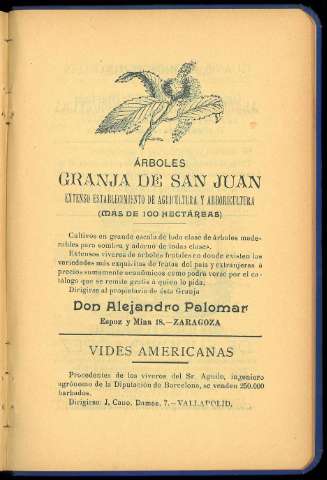 ÁRBOLES
GRANJA DE SAN JUAN
EXTENSO ESTABLECIMIENTO DE AGRICULTURA Y ARBORICULTURA
(MAS DE 100 HECTÁREAS)
Cultivos en grande escala de toda clase de árboles made-
rables para sombra y adorno de todas clases.
Extensos viveros de árboles frutales en donde existen las
variedades más exquisitas de frutas del país y extranjeras á
precios sumamente económicos como podrá verse por el ca-
tálogo que se remite gratis á quien lo pida.
Dirigirse al propietario de esta Granja
Don Alejandro Palomar
Espoz y Mina 18.—ZARAGOZA
VIDES AMERICANAS
Procedentes de los viveros del Sr. Agulló, ingeniero
agrónomo de la Diputación de Barcelona, se venden 250.000
barbados.
Dirigirse: J. Cano, Damas, 7.—VALLADOLID.